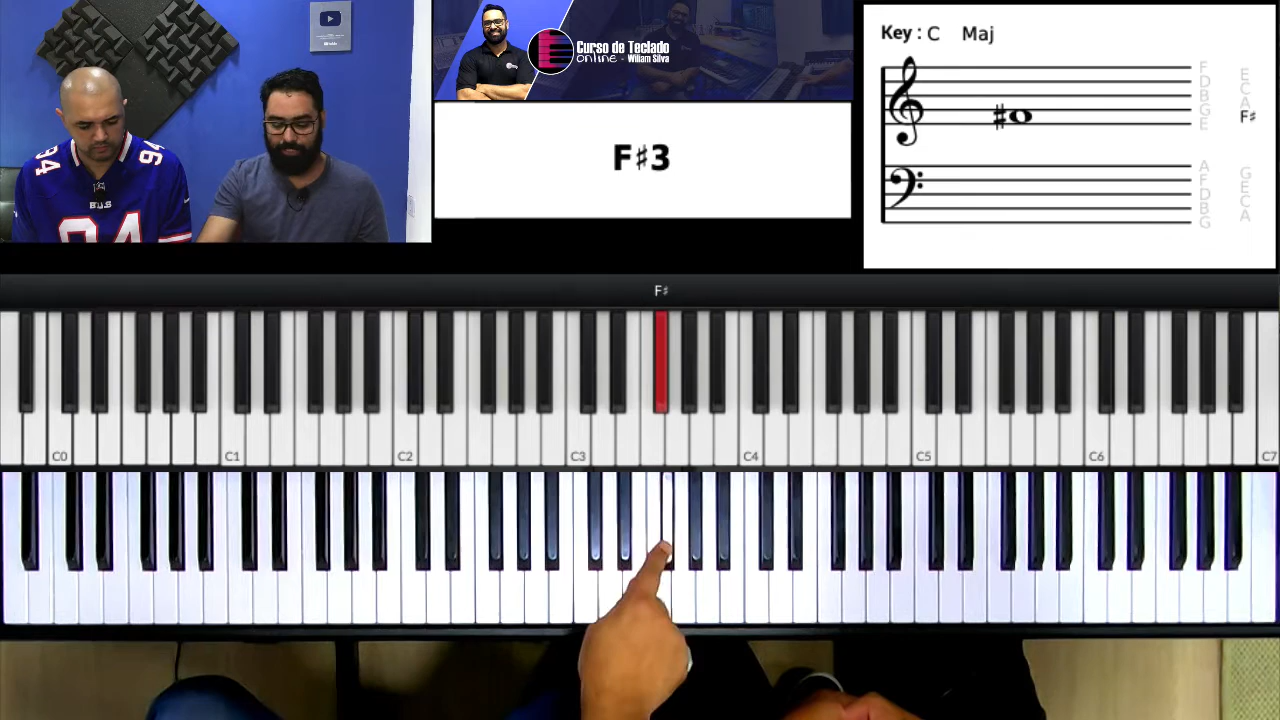 94
94
BILLS
94
Curso de Teclado
online - Wiliam Silva
F♯3
Key : C Maj
F
D
B
G
E
E
C
A
F♯
A
F
D
B
G
G
E
C
A
F♯
C0
C1
C2
C3
C4
C5
C6
C7